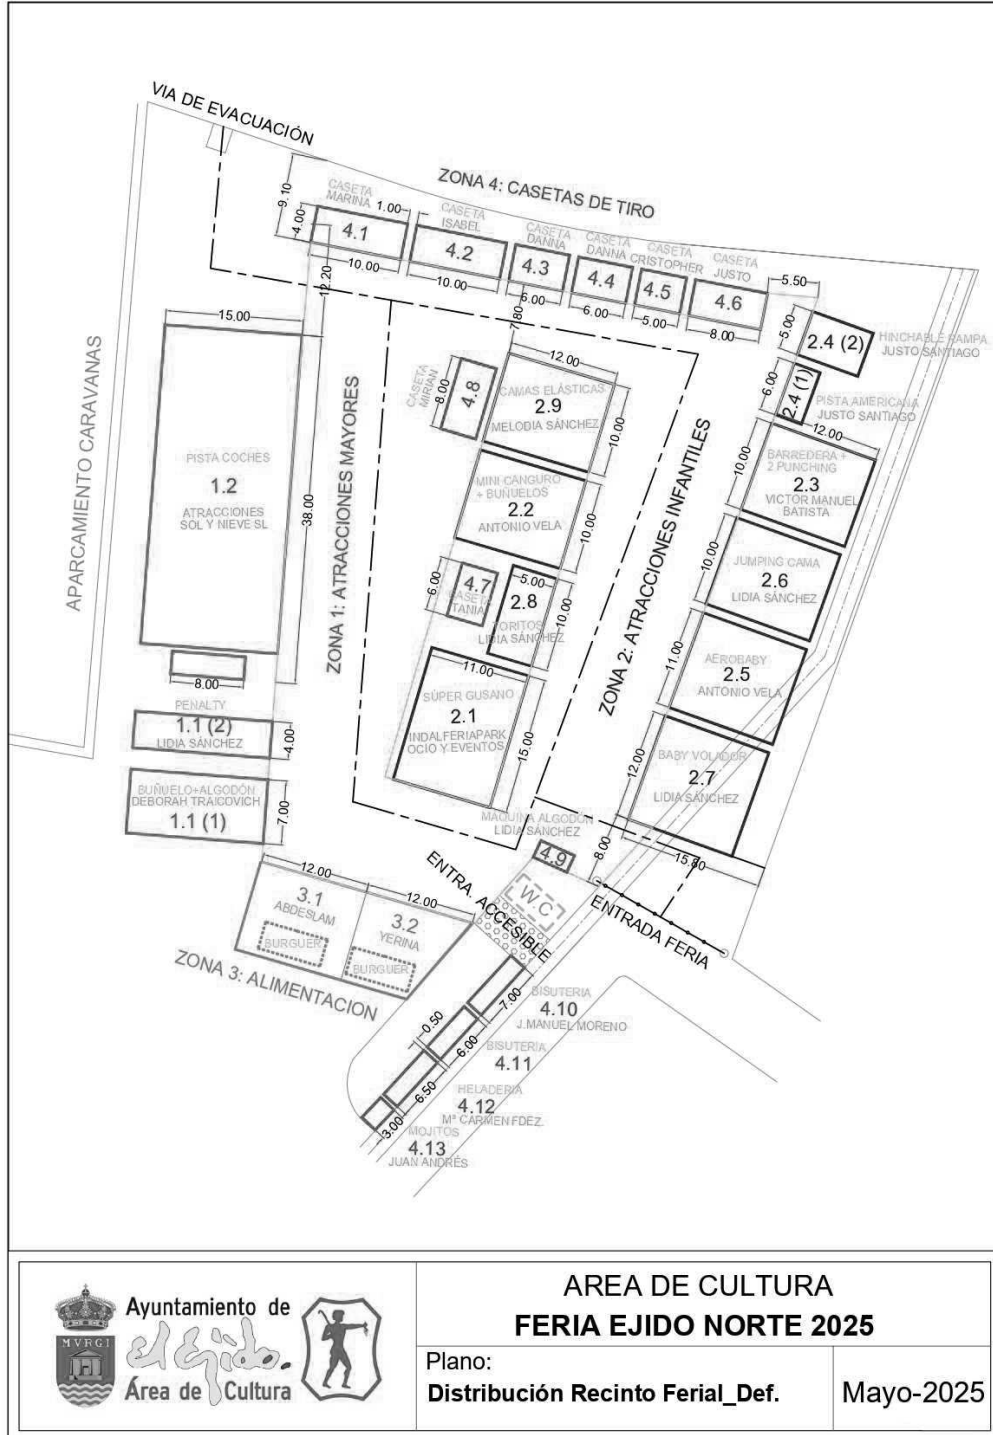 VIA DE EVACUACIÓN
ZONA 4: CASETAS DE TIRO
9.10
4.00
CASETA
MARINA
1.00
4.1
10.00
12.20
CASETA
ISABEL
4.2
10.00
CASETA
DANNA
4.3
6.00
7.80
CASETA
DANNA
4.4
6.00
CASETA
CRISTOPHER
4.5
5.00
CASETA
JUSTO
4.6
8.00
5.50
5.00
2.4 (2)
HINCHABLE RAMPA
JUSTO SANTIAGO
6.00
2.4 (1)
PISTA AMERICANA
JUSTO SANTIAGO
APARCAMIENTO CARAVANAS
15.00
PISTA COCHES
1.2
ATRACCIONES
SOL Y NIEVE SL
38.00
8.00
PENALTY
1.1 (2)
LIDIA SÁNCHEZ
4.00
BUÑUELO+ALGODÓN
DEBORAH TRAICOVICH
1.1 (1)
7.00
ZONA 1: ATRACCIONES MAYORES
CASETA
MIRIAN
8.00
4.8
12.00
CAMAS ELÁSTICAS
2.9
MELODIA SÁNCHEZ
10.00
MINI CANGURO
+ BUÑUELOS
2.2
ANTONIO VELA
10.00
6.00
4.7
CASETA
TANIA
5.00
2.8
TORITOS
LIDIA SÁNCHEZ
10.00
11.00
SÚPER GUSANO
2.1
INDALFERIAPARK
OCIO Y EVENTOS
15.00
ZONA 2: ATRACCIONES INFANTILES
12.00
10.00
BARREDERA +
2 PUNCHING
2.3
VICTOR MANUEL
BATISTA
10.00
JUMPING CAMA
2.6
LIDIA SÁNCHEZ
11.00
AEROBABY
2.5
ANTONIO VELA
12.00
BABY VOLADOR
2.7
LIDIA SÁNCHEZ
15.80
8.00
MAQUINA ALGODÓN
LIDIA SÁNCHEZ
4.9
W.C
ENTRA. ACCESIBLE
ENTRADA FERIA
12.00
3.1
ABDESLAM
BURGUER
12.00
3.2
YERINA
BURGUER
ZONA 3: ALIMENTACION
7.00
BISUTERIA
4.10
J.MANUEL MORENO
0.50
6.00
BISUTERIA
4.11
6.50
HELADERIA
4.12
Mª CARMEN FDEZ.
3.00
MOJITOS
4.13
JUAN ANDRÉS
MVRGI
Ayuntamiento de
el Ejido.
Área de Cultura
AREA DE CULTURA
FERIA EJIDO NORTE 2025
Plano:
Distribución Recinto Ferial_Def.
Mayo-2025